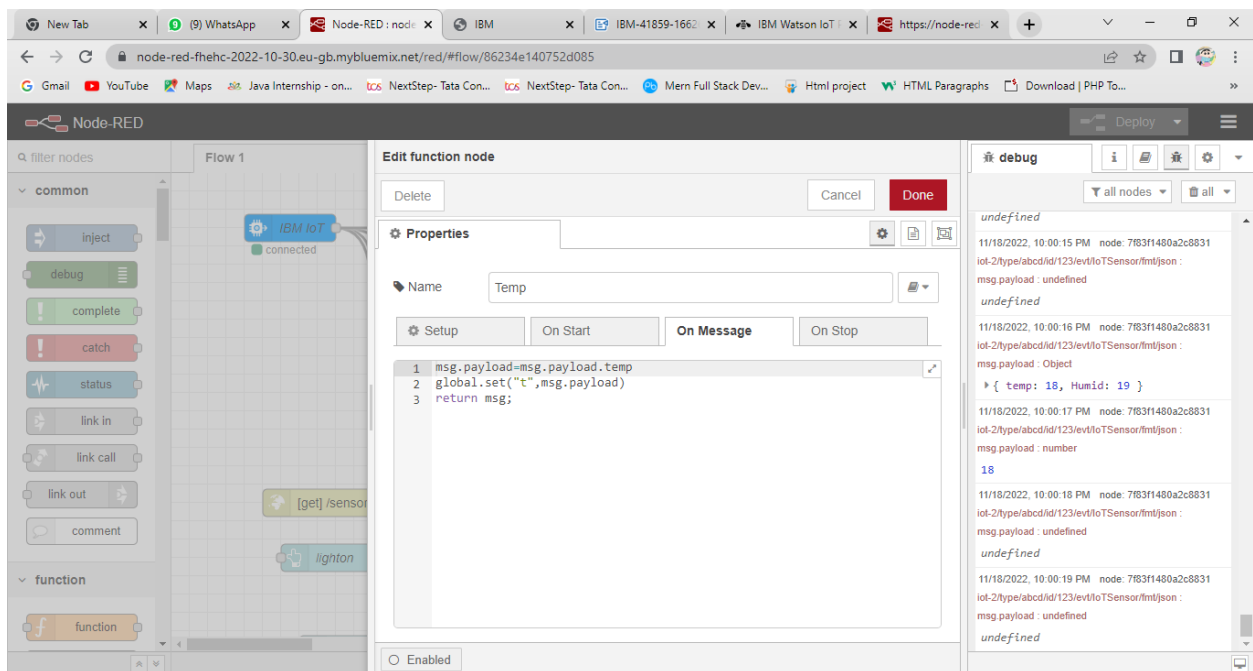 New Tab
(9) WhatsApp
Node-RED : node
IBM
IBM-41859-1662
IBM Watson IoT
https://node-red
node-red-fhehc-2022-10-30.eu-gb.mybluemix.net/red/#flow/86234e140752d085
Gmail YouTube Maps Java Internship - on... NextStep- Tata Con... NextStep- Tata Con... Mern Full Stack Dev... Html project HTML Paragraphs Download | PHP To...
Node-RED
Deploy
filter nodes
common
inject
debug
complete
catch
status
link in
link call
link out
comment
function
function
Flow 1
IBM IoT
connected
[get] /sensor
lighton
Edit function node
Delete
Cancel
Done
Properties
Name
Temp
Setup
On Start
On Message
On Stop
1 msg.payload=msg.payload.temp
2 global.set("t",msg.payload)
3 return msg;
Enabled
debug
all nodes
all
undefined
11/18/2022, 10:00:15 PM node: 7f83f1480a2c8831
iot-2/type/abcd/id/123/evt/IoTSensor/fmt/json :
msg.payload : undefined
undefined
11/18/2022, 10:00:16 PM node: 7f83f1480a2c8831
iot-2/type/abcd/id/123/evt/IoTSensor/fmt/json :
msg.payload : Object
{ temp: 18, Humid: 19 }
11/18/2022, 10:00:17 PM node: 7f83f1480a2c8831
iot-2/type/abcd/id/123/evt/IoTSensor/fmt/json :
msg.payload : number
18
11/18/2022, 10:00:18 PM node: 7f83f1480a2c8831
iot-2/type/abcd/id/123/evt/IoTSensor/fmt/json :
msg.payload : undefined
undefined
11/18/2022, 10:00:19 PM node: 7f83f1480a2c8831
iot-2/type/abcd/id/123/evt/IoTSensor/fmt/json :
msg.payload : undefined
undefined